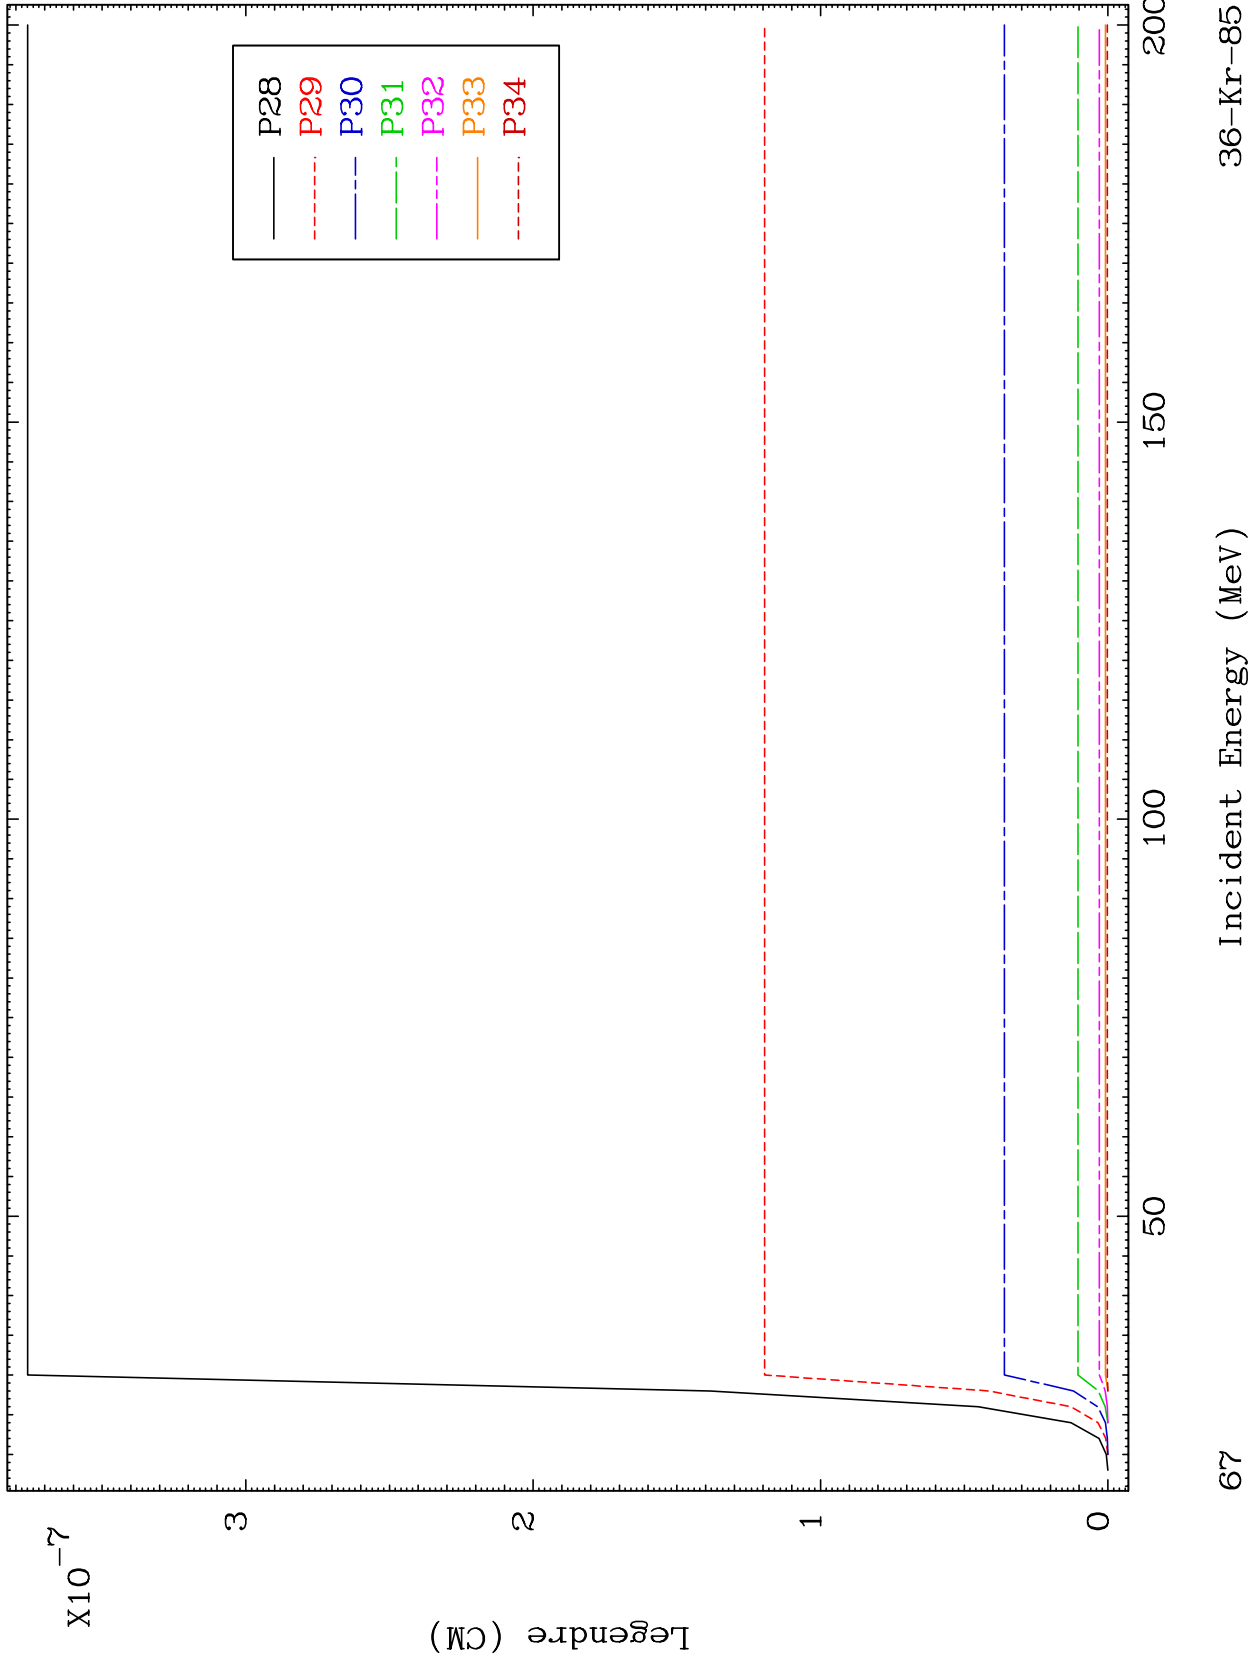 X10⁻⁷
Legendre (CM)
3
2
1
0
P28
P29
P30
P31
P32
P33
P34
50
100
150
200
Incident Energy (MeV)
67
36-Kr-85